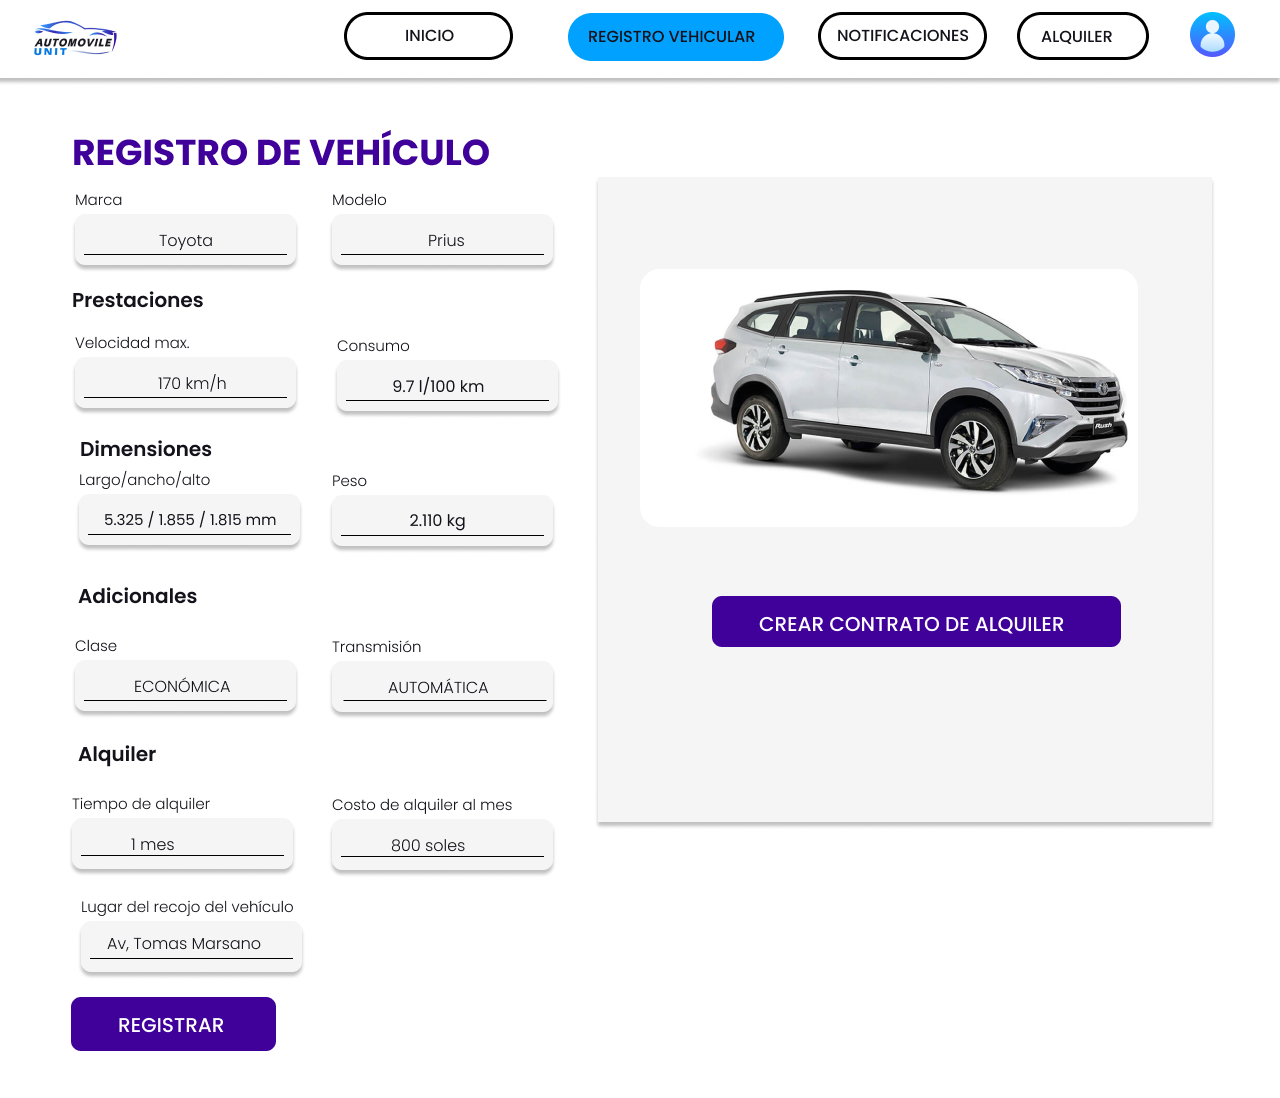 AUTOMOVILE
UNIT
INICIO
REGISTRO VEHICULAR
NOTIFICACIONES
ALQUILER
REGISTRO DE VEHÍCULO
Marca
Modelo
Toyota
Prius
Prestaciones
Velocidad max.
Consumo
170 km/h
9.7 l/100 km
Dimensiones
Largo/ancho/alto
Peso
5.325 / 1.855 / 1.815 mm
2.110 kg
Adicionales
Clase
Transmisión
ECONÓMICA
AUTOMÁTICA
Alquiler
Tiempo de alquiler
Costo de alquiler al mes
1 mes
800 soles
Lugar del recojo del vehículo
Av, Tomas Marsano
REGISTRAR
Rush
CREAR CONTRATO DE ALQUILER